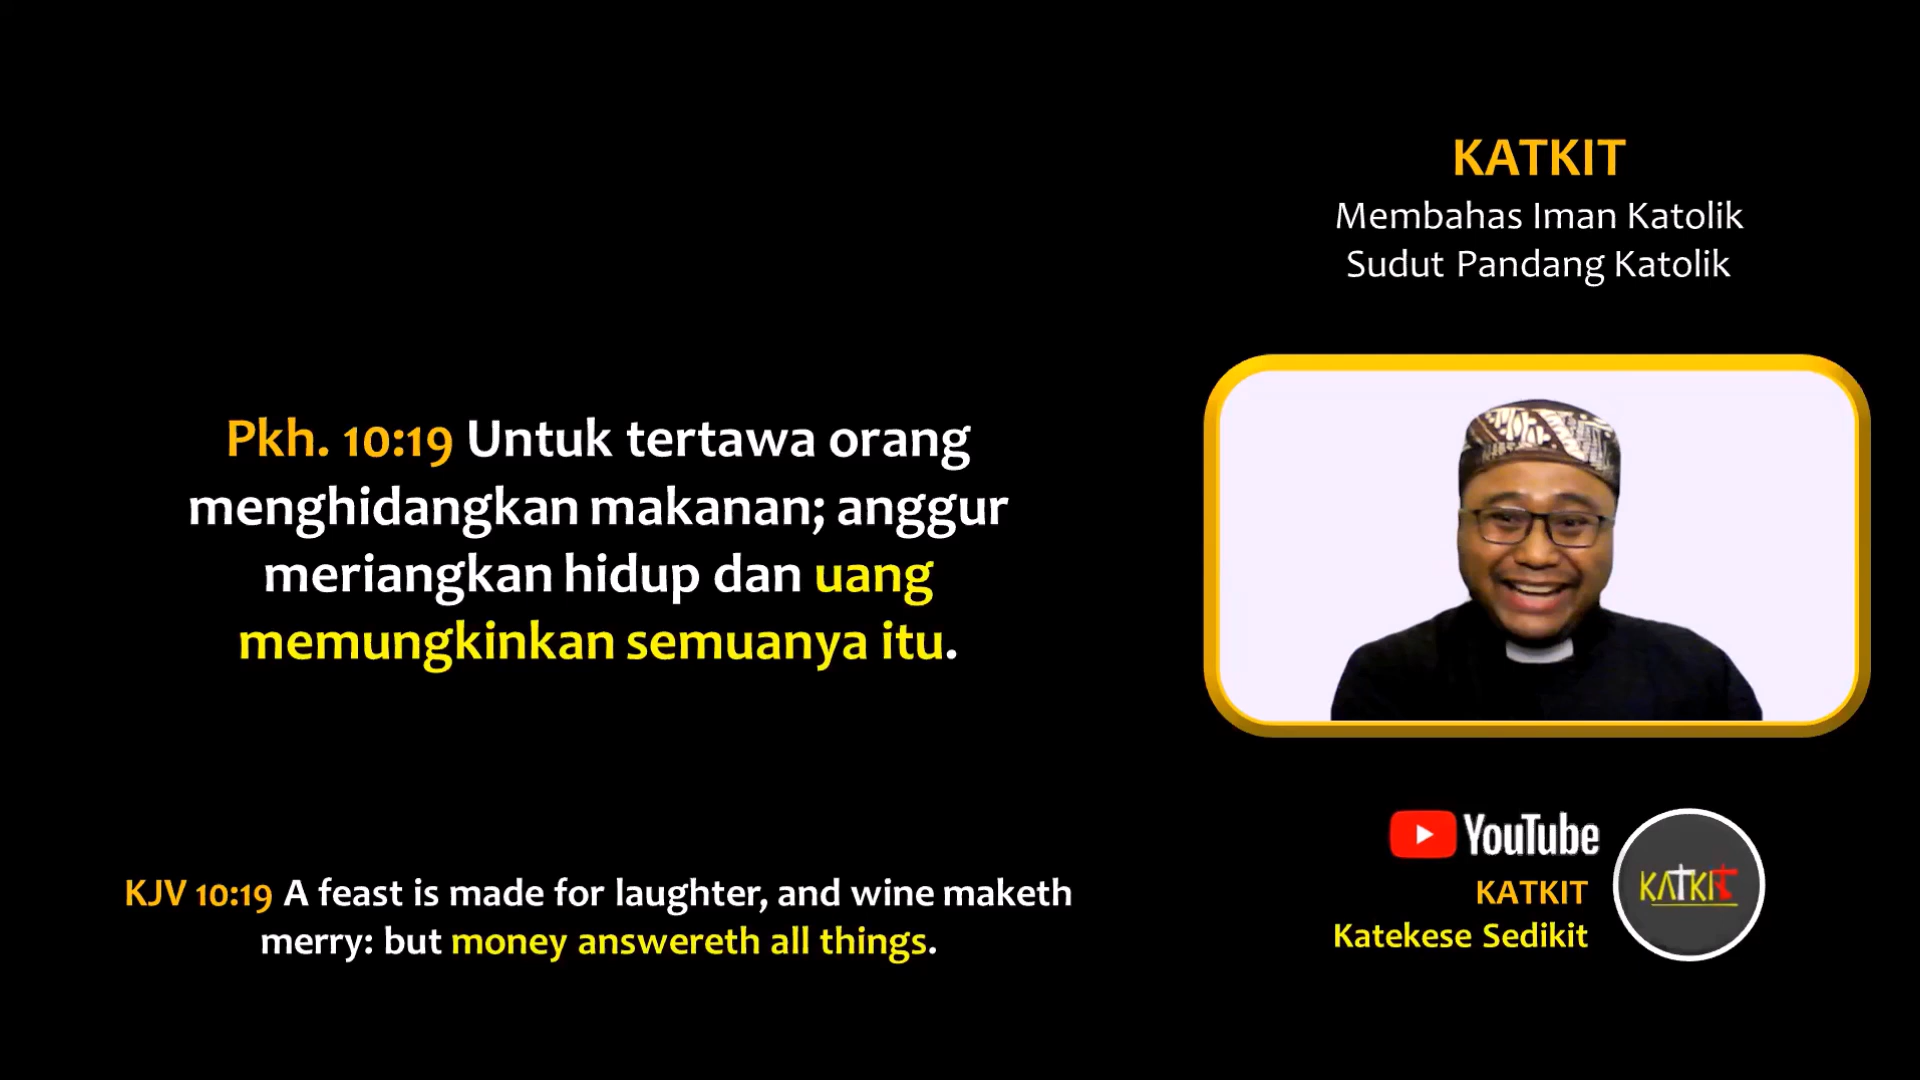 KATKIT
Membahas Iman Katolik
Sudut Pandang Katolik
Pkh. 10:19 Untuk tertawa orang
menghidangkan makanan; anggur
meriangkan hidup dan uang
memungkinkan semuanya itu.
KJV 10:19 A feast is made for laughter, and wine maketh
merry: but money answereth all things.
YouTube
KATKIT
Katekese Sedikit
KATKIT